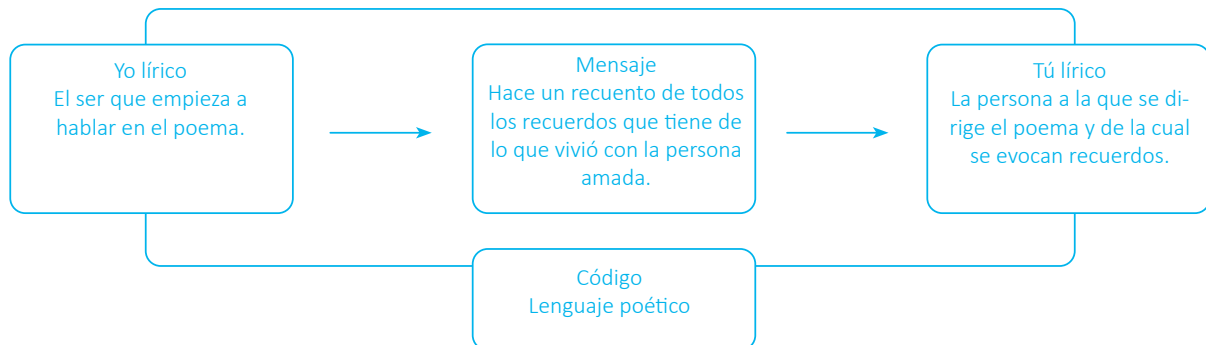 Yo lírico
El ser que empieza a
hablar en el poema.
Mensaje
Hace un recuento de todos
los recuerdos que tiene de
lo que vivió con la persona
amada.
Tú lírico
La persona a la que se di-
rige el poema y de la cual
se evocan recuerdos.
Código
Lenguaje poético